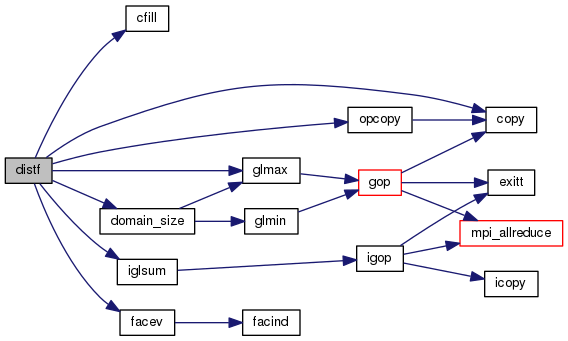 cfill
copy
opcopy
distf
glmax
gop
exitt
domain_size
glmin
mpi_allreduce
igop
iglsum
icopy
facev
facind